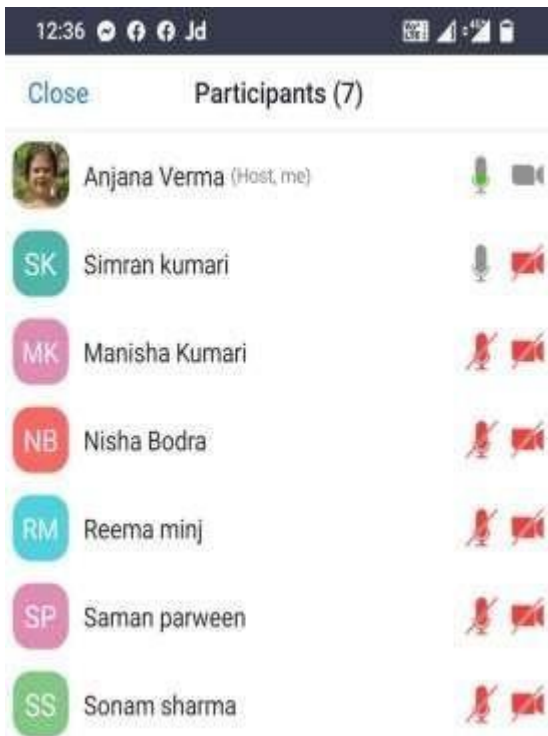 12:36 Jd
Close Participants (7)
Anjana Verma (Host, me)
SK Simran kumari
MK Manisha Kumari
NB Nisha Bodra
RM Reema minj
SP Saman parween
SS Sonam sharma